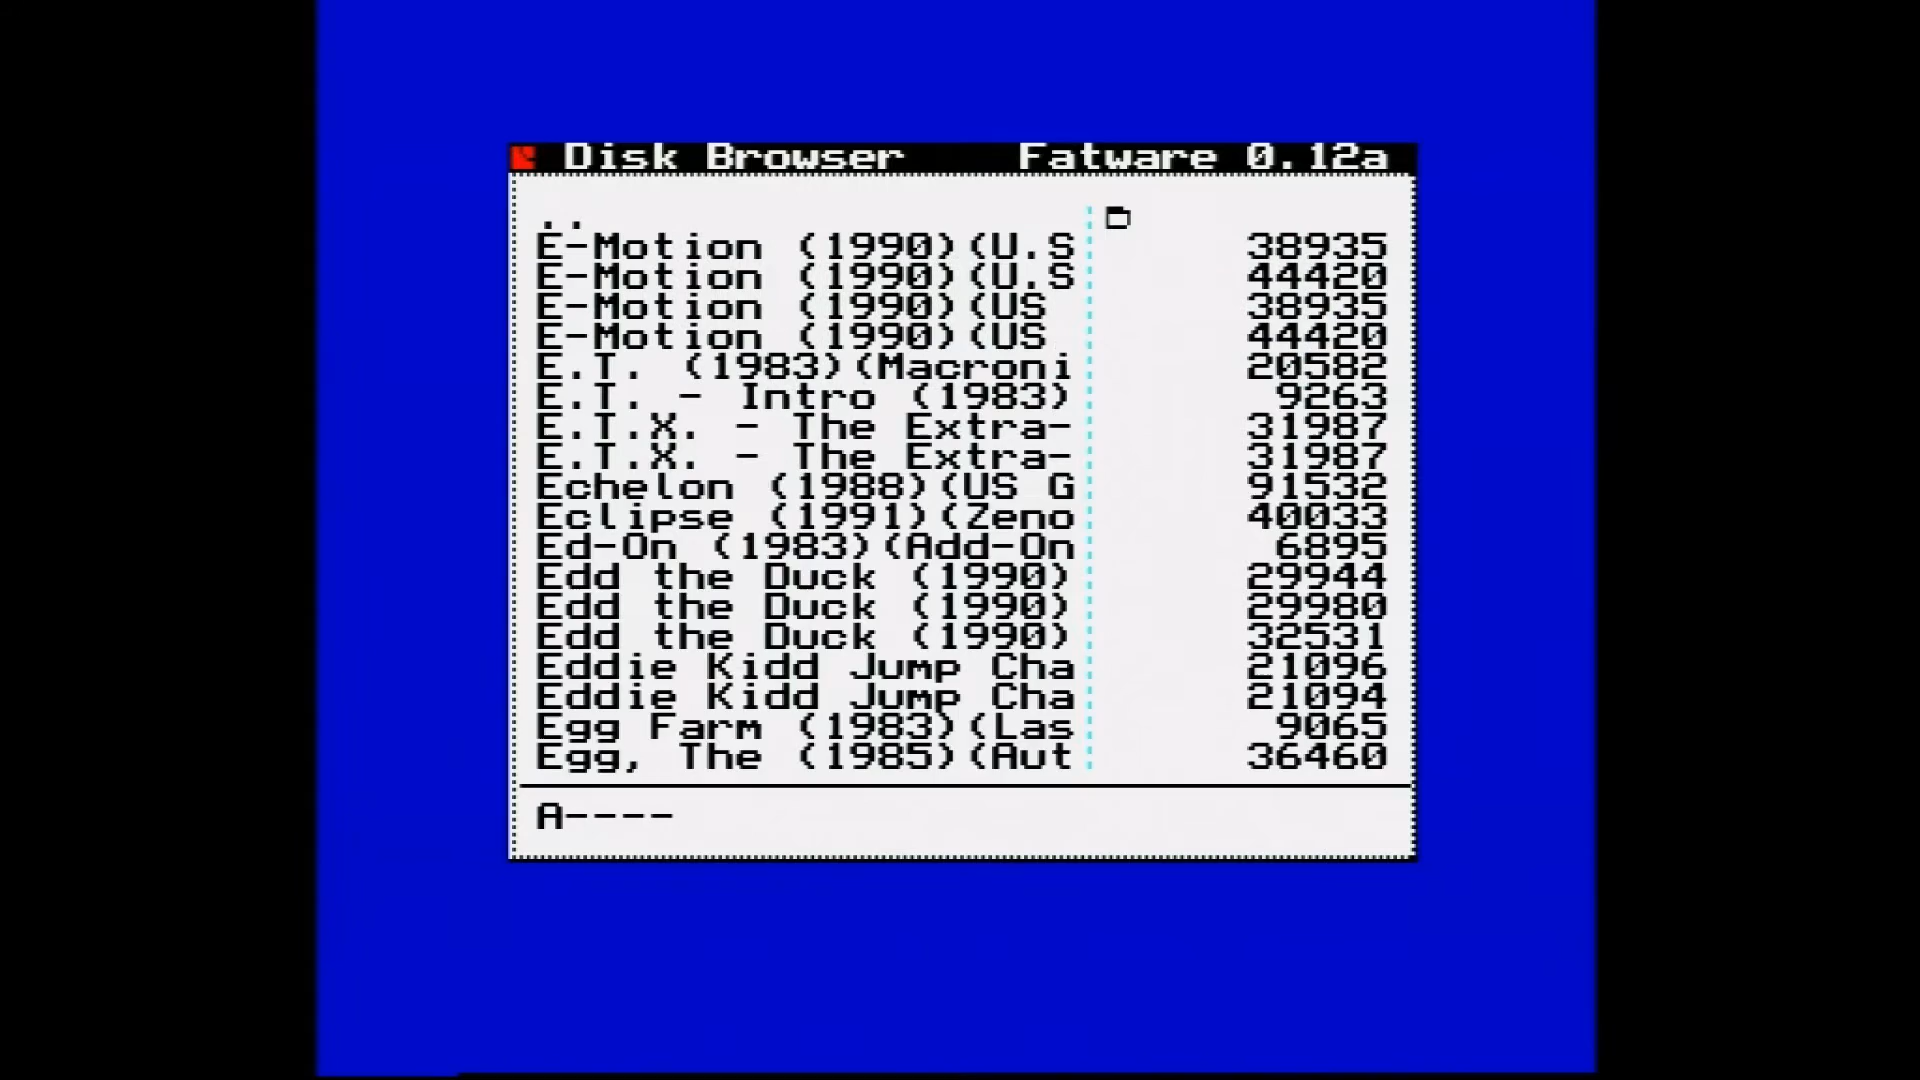 Disk Browser Fatware 0.12a
..
E-Motion (1990)(U.S 38935
E-Motion (1990)(U.S 44420
E-Motion (1990)(US 38935
E-Motion (1990)(US 44420
E.T. (1983)(Macroni 20582
E.T. - Intro (1983) 9263
E.T.X. - The Extra- 31987
E.T.X. - The Extra- 31987
Echelon (1988)(US G 91532
Eclipse (1991)(Zeno 40033
Ed-On (1983)(Add-On 6895
Edd the Duck (1990) 29944
Edd the Duck (1990) 29980
Edd the Duck (1990) 32531
Eddie Kidd Jump Cha 21096
Eddie Kidd Jump Cha 21094
Egg Farm (1983)(Las 9065
Egg, The (1985)(Aut 36460
A----